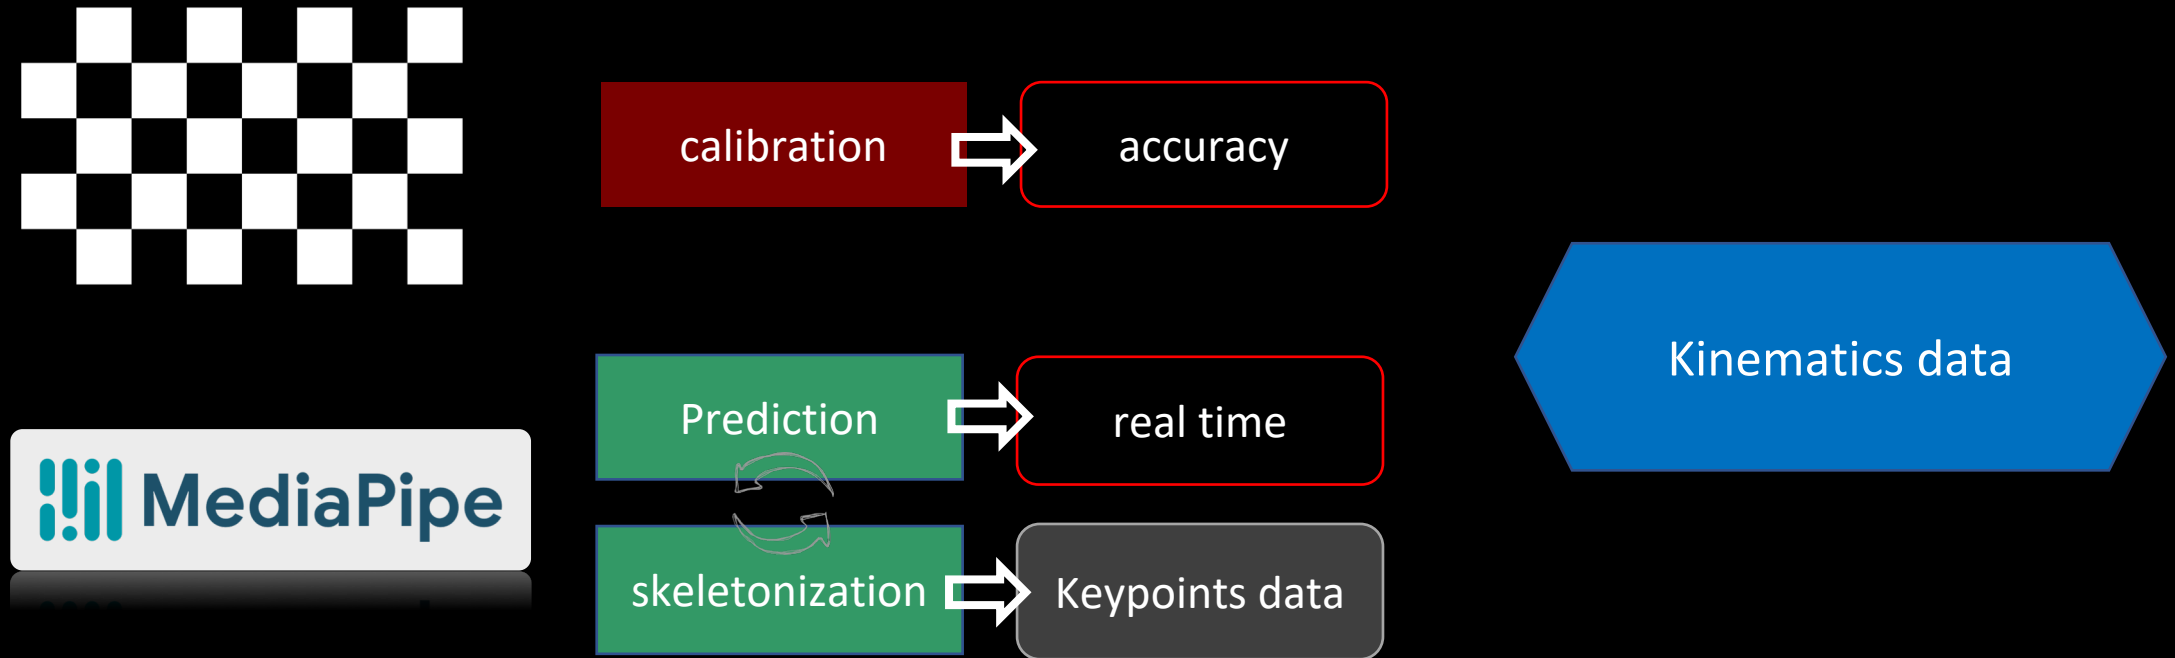 calibration
accuracy
Kinematics data
Prediction
real time
MediaPipe
skeletonization
Keypoints data